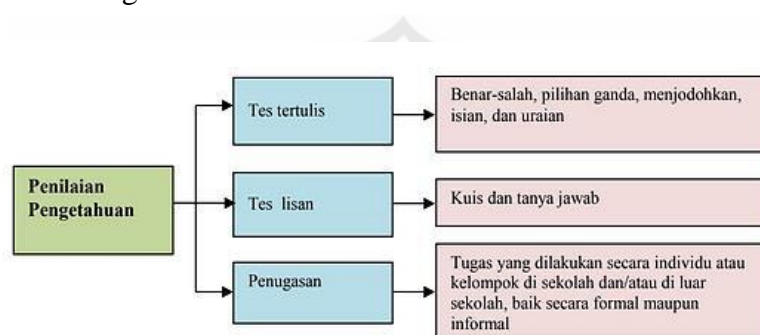 Penilaian
Pengetahuan
Tes tertulis
Benar-salah, pilihan ganda, menjodohkan,
isian, dan uraian
Tes lisan
Kuis dan tanya jawab
Penugasan
Tugas yang dilakukan secara individu atau
kelompok di sekolah dan/atau di luar
sekolah, baik secara formal maupun
informal